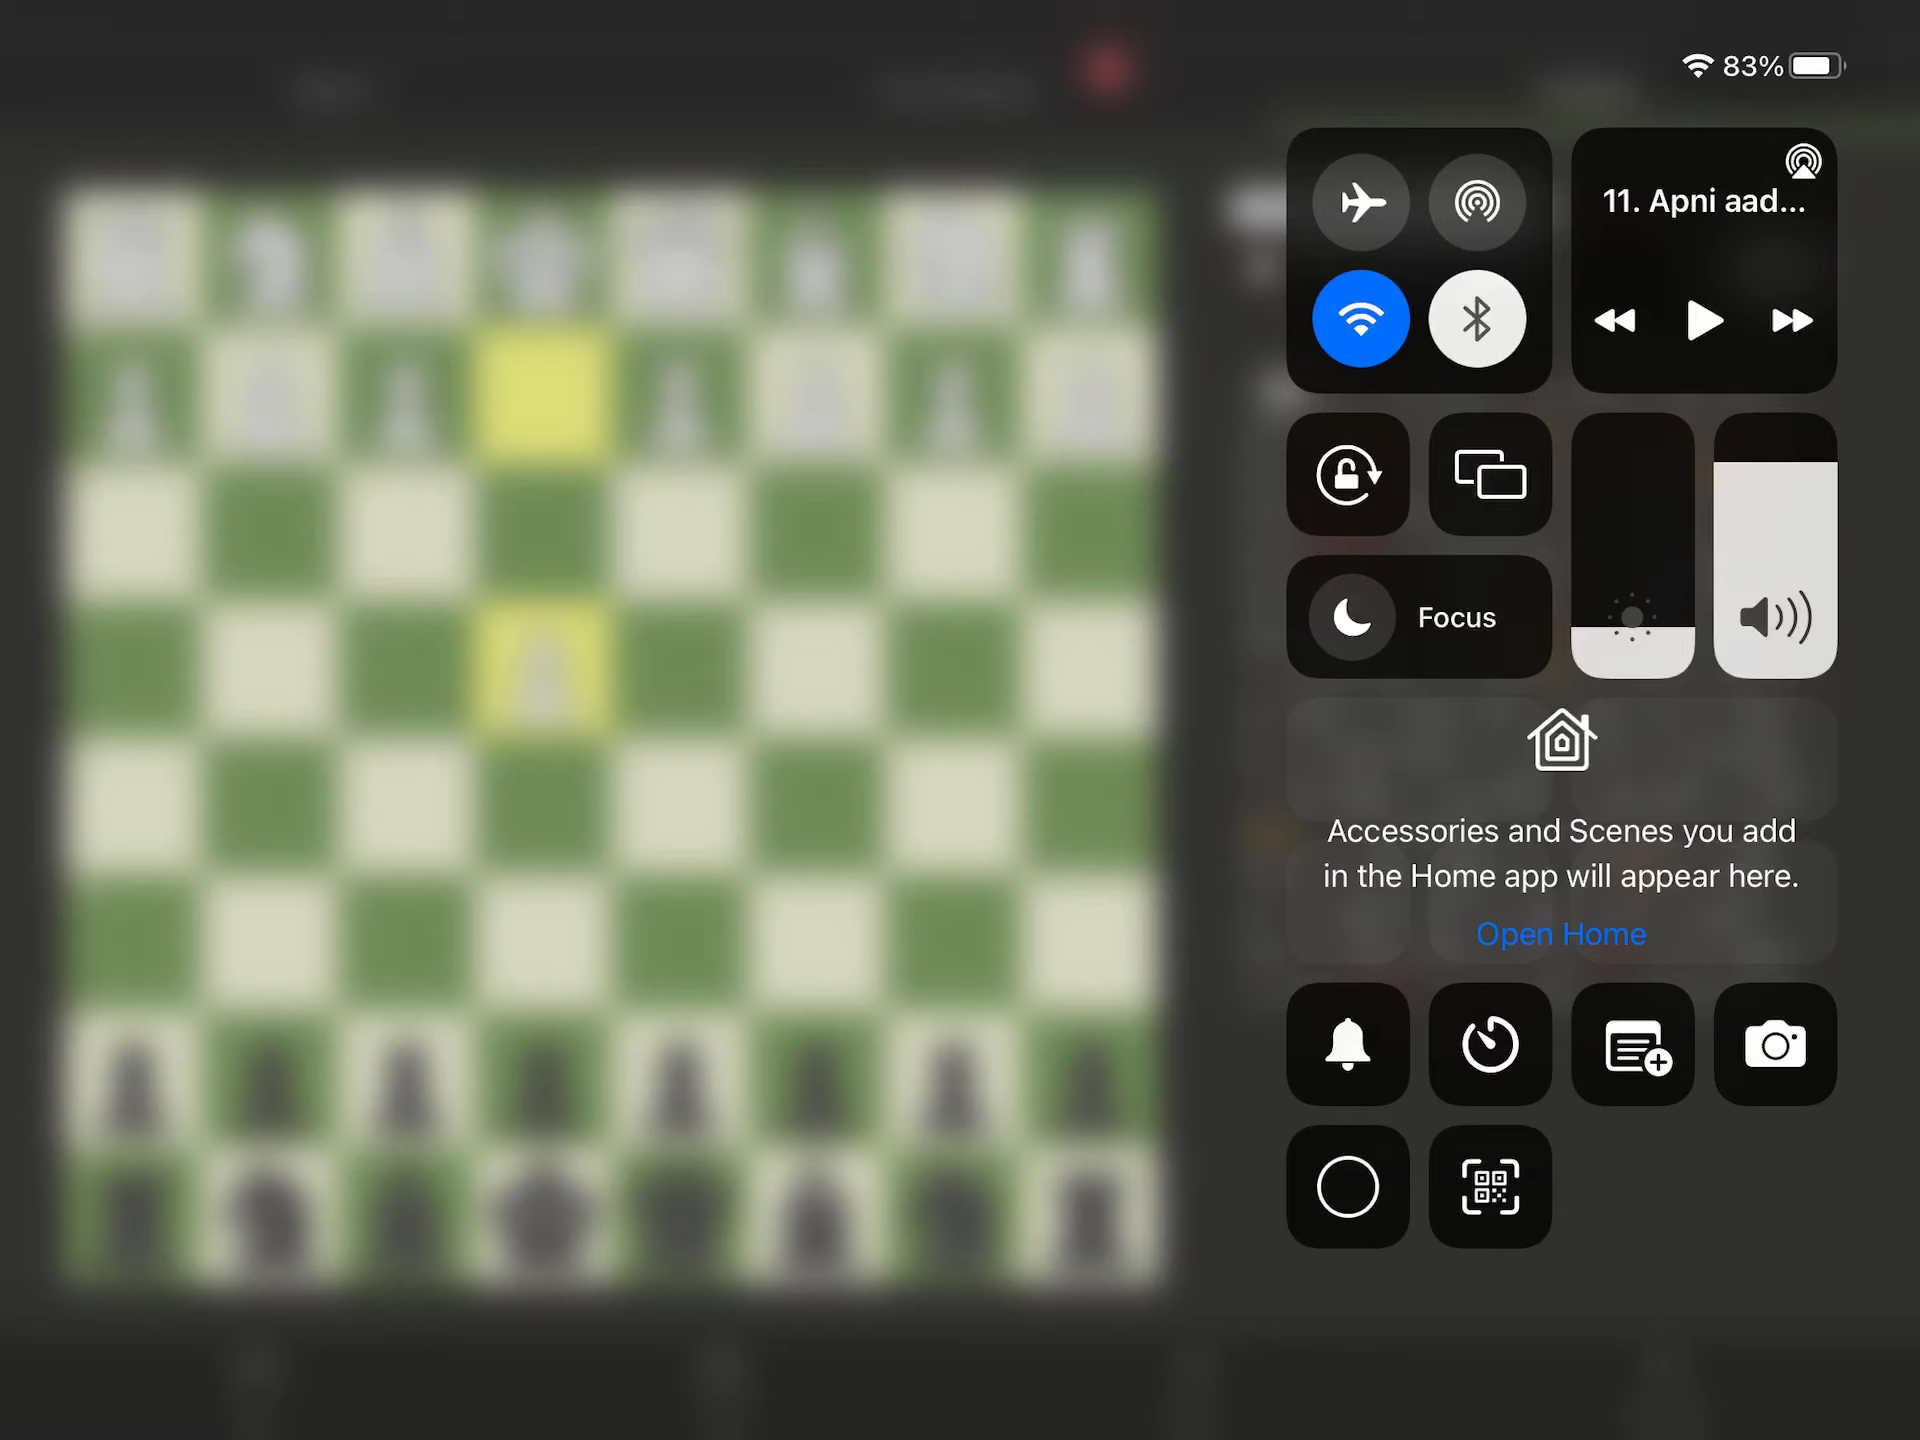 83%
11. Apni aad...
Focus
Accessories and Scenes you add
in the Home app will appear here.
Open Home